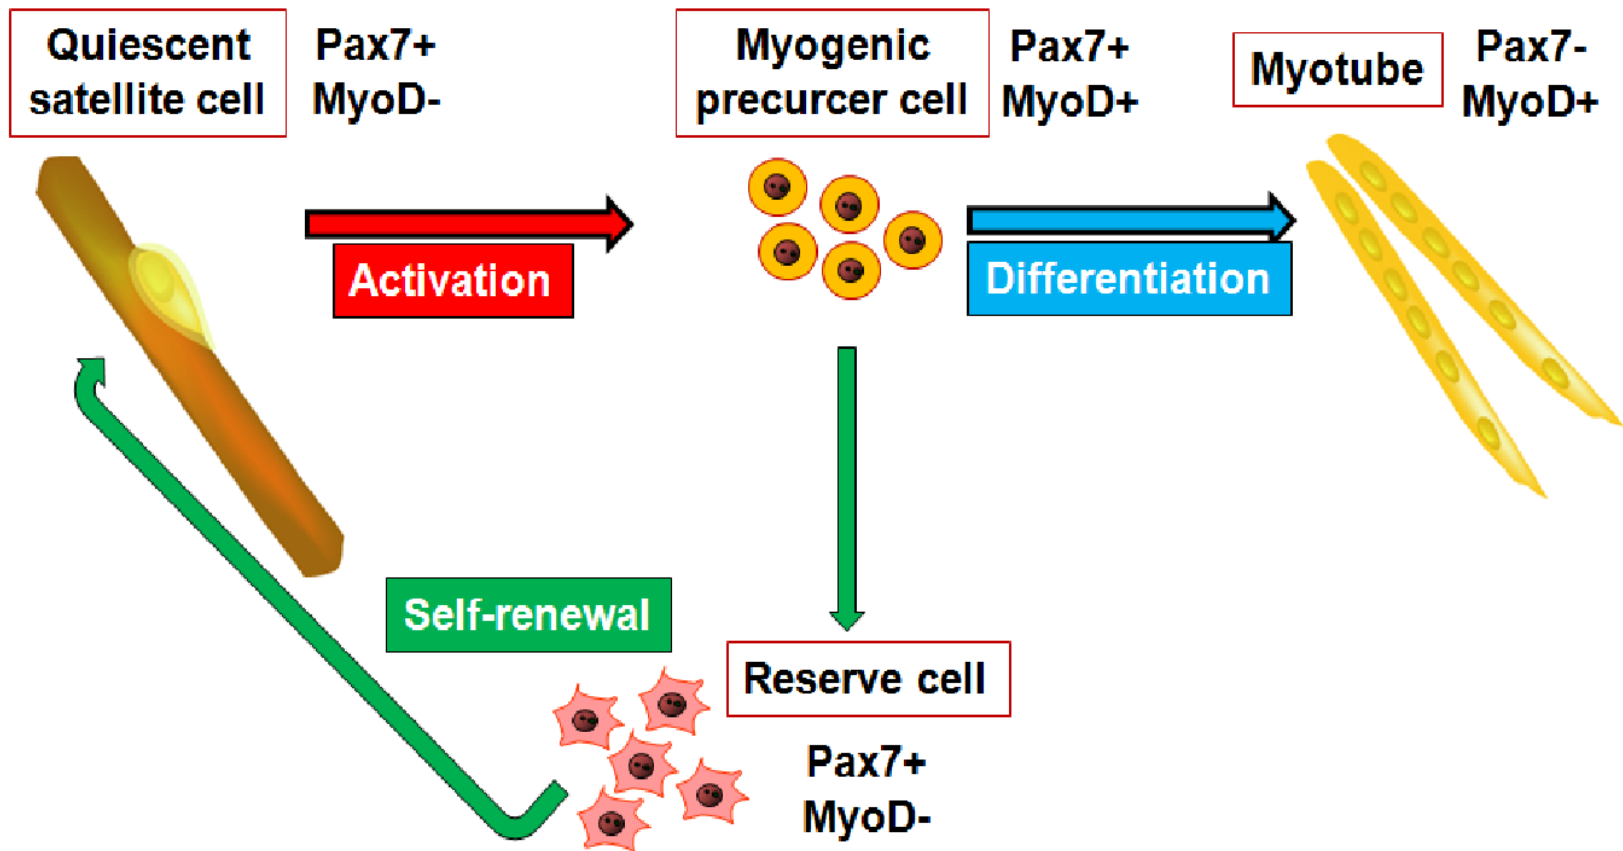 Quiescent
satellite cell
Pax7+
MyoD-
Myogenic
precurcer cell
Pax7+
MyoD+
Myotube
Pax7-
MyoD+
Activation
Differentiation
Self-renewal
Reserve cell
Pax7+
MyoD-